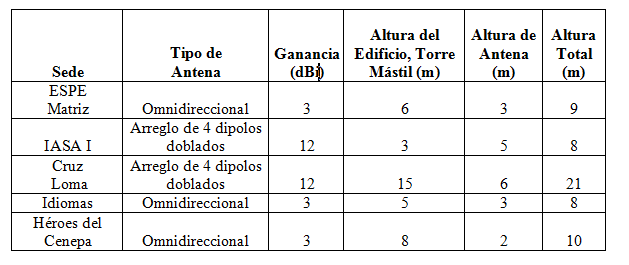 Sede Tipo de Antena Ganancia (dBi) Altura del Edificio, Torre Mástil (m) Altura de Antena (m) Altura Total (m)
ESPE Matriz Omnidireccional 3 6 3 9
IASA I Arreglo de 4 dipolos doblados 12 3 5 8
Cruz Loma Arreglo de 4 dipolos doblados 12 15 6 21
Idiomas Omnidireccional 3 5 3 8
Héroes del Cenepa Omnidireccional 3 8 2 10